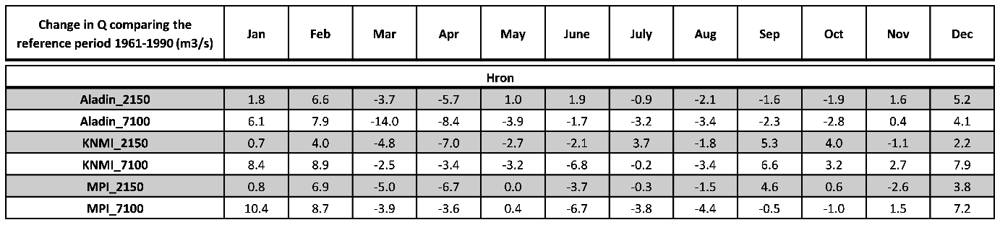 Change in Q comparing the reference period 1961-1990 (m3/s) Jan Feb Mar Apr May June July Aug Sep Oct Nov Dec
Hron
Aladin_2150 1.8 6.6 -3.7 -5.7 1.0 1.9 -0.9 -2.1 -1.6 -1.9 1.6 5.2
Aladin_7100 6.1 7.9 -14.0 -8.4 -3.9 -1.7 -3.2 -3.4 -2.3 -2.8 0.4 4.1
KNMI_2150 0.7 4.0 -4.8 -7.0 -2.7 -2.1 3.7 -1.8 5.3 4.0 -1.1 2.2
KNMI_7100 8.4 8.9 -2.5 -3.4 -3.2 -6.8 -0.2 -3.4 6.6 3.2 2.7 7.9
MPI_2150 0.8 6.9 -5.0 -6.7 0.0 -3.7 -0.3 -1.5 4.6 0.6 -2.6 3.8
MPI_7100 10.4 8.7 -3.9 -3.6 0.4 -6.7 -3.8 -4.4 -0.5 -1.0 1.5 7.2